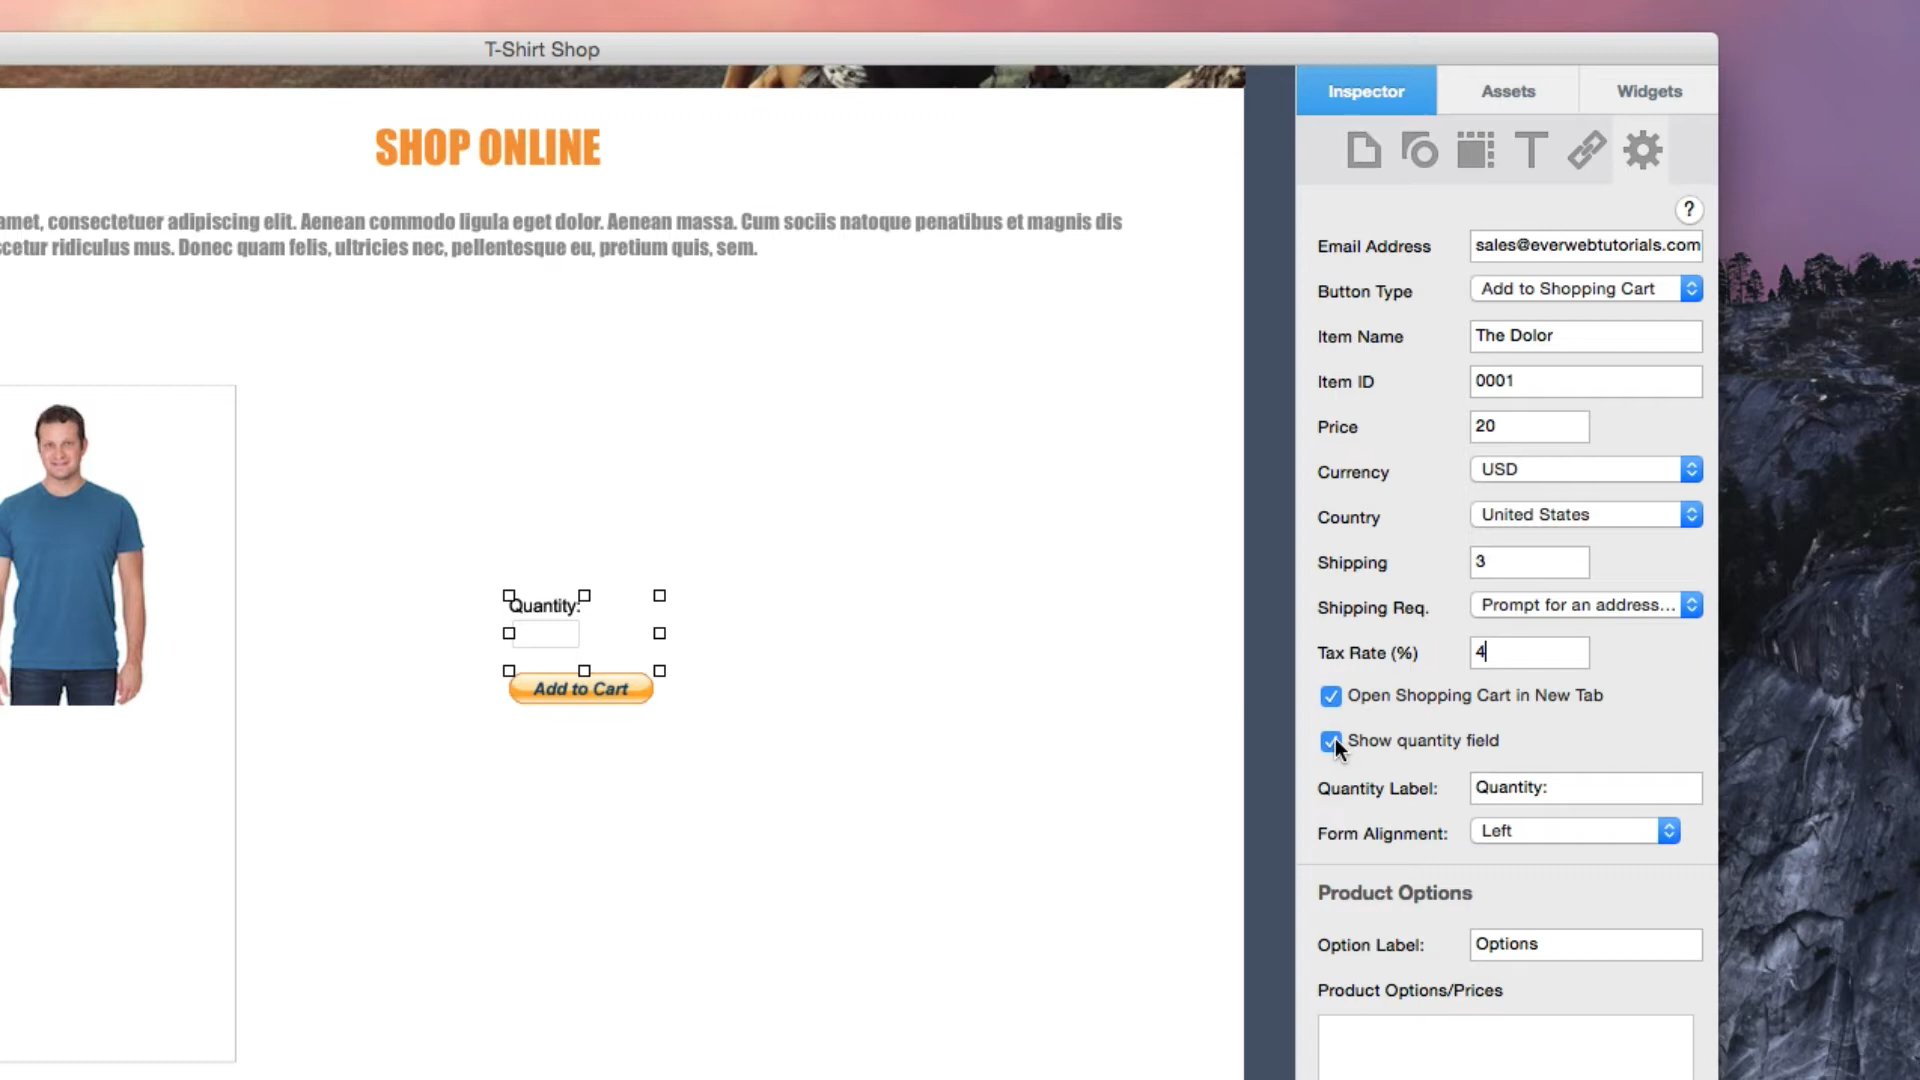 T-Shirt Shop
SHOP ONLINE
amet, consectetuer adipiscing elit. Aenean commodo ligula eget dolor. Aenean massa. Cum sociis natoque penatibus et magnis dis
ccetur ridiculus mus. Donec quam felis, ultricies nec, pellentesque eu, pretium quis, sem.
Quantity:
Add to Cart
Inspector Assets Widgets
?
Email Address sales@everwebtutorials.com
Button Type Add to Shopping Cart
Item Name The Dolor
Item ID 0001
Price 20
Currency USD
Country United States
Shipping 3
Shipping Req. Prompt for an address...
Tax Rate (%) 4
Open Shopping Cart in New Tab
Show quantity field
Quantity Label: Quantity:
Form Alignment: Left
Product Options
Option Label: Options
Product Options/Prices